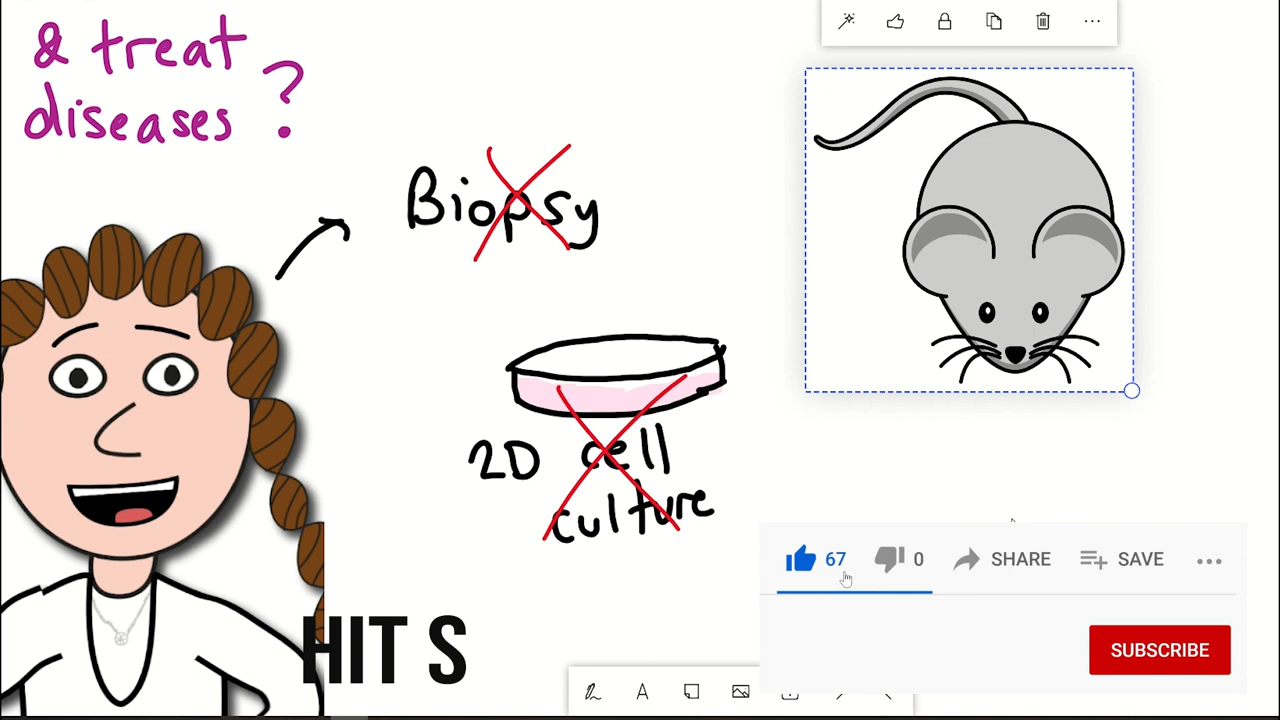 & treat
diseases ?
Biopsy
2D cell
culture
67 0 SHARE SAVE
SUBSCRIBE
HIT S
A